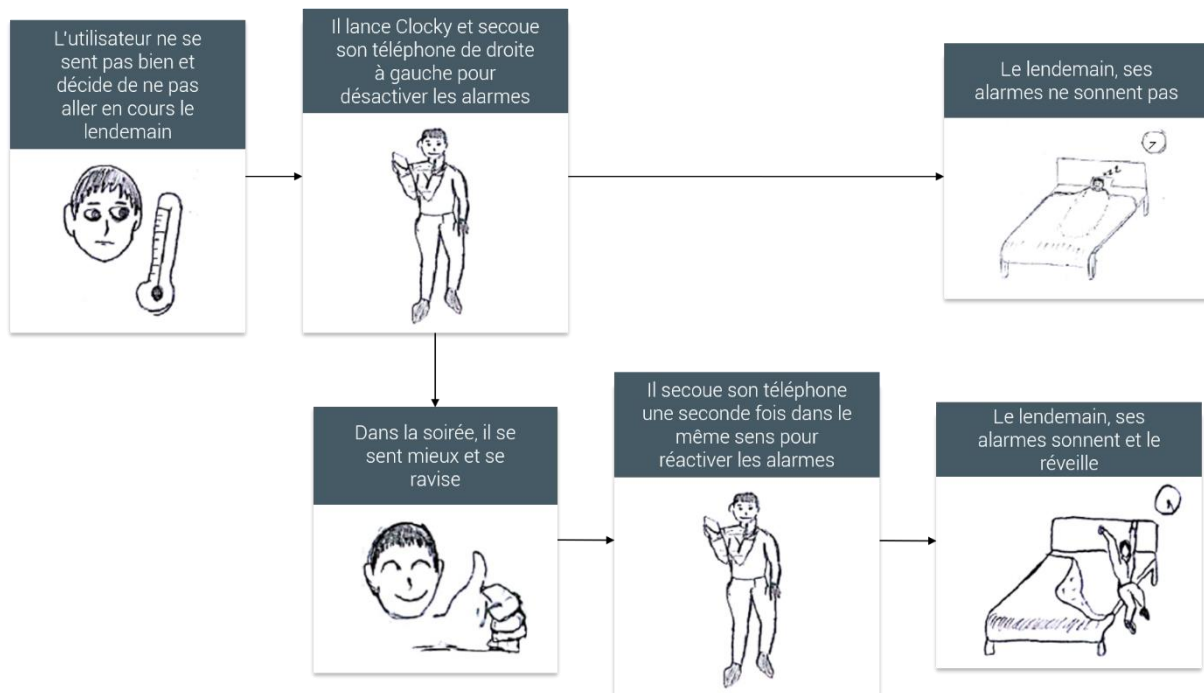 L'utilisateur ne se
sent pas bien et
décide de ne pas
aller en cours le
lendemain
Il lance Clocky et secoue
son téléphone de droite
à gauche pour
désactiver les alarmes
Le lendemain, ses
alarmes ne sonnent pas
zzz
Dans la soirée, il se
sent mieux et se
ravise
Il secoue son téléphone
une seconde fois dans le
même sens pour
réactiver les alarmes
Le lendemain, ses
alarmes sonnent et le
réveille